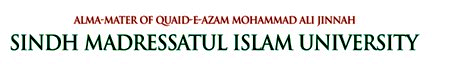 ALMA-MATER OF QUAID-E-AZAM MOHAMMAD ALI JINNAH
SINDH MADRESSATUL ISLAM UNIVERSITY